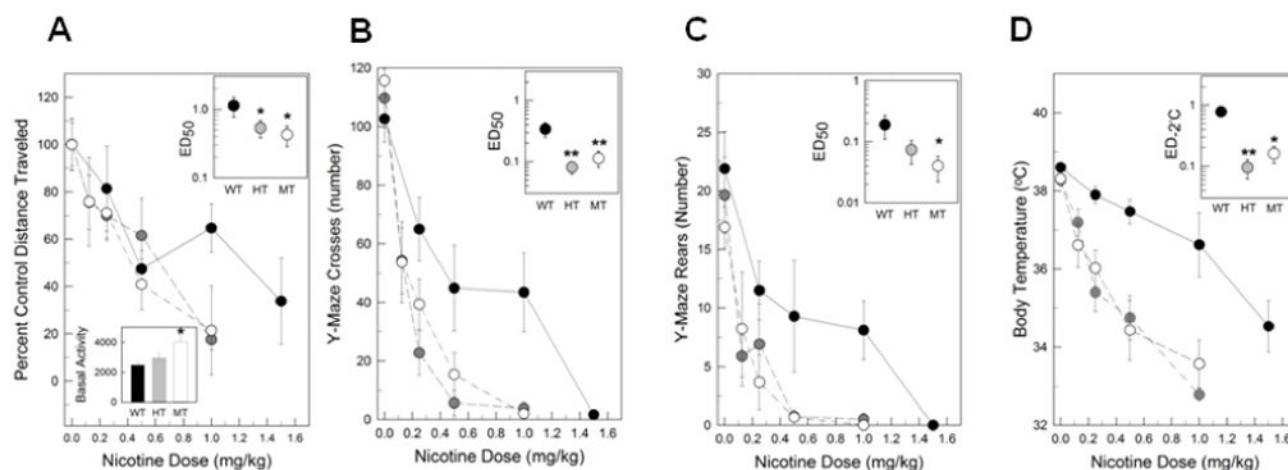 A
Percent Control Distance Traveled
120
100
80
60
40
20
0
0.0 0.2 0.4 0.6 0.8 1.0 1.2 1.4 1.6
Nicotine Dose (mg/kg)
ED50
1.0
0.1
* *
WT HT MT
Basal Activity
4000
2000
0
*
WT HT MT
B
Y-Maze Crosses (number)
120
100
80
60
40
20
0
0.0 0.2 0.4 0.6 0.8 1.0 1.2 1.4 1.6
Nicotine Dose (mg/kg)
ED50
1
0.1
** **
WT HT MT
C
Y-Maze Rears (Number)
30
25
20
15
10
5
0
0.0 0.2 0.4 0.6 0.8 1.0 1.2 1.4 1.6
Nicotine Dose (mg/kg)
ED50
1
0.1
0.01
*
WT HT MT
D
Body Temperature (°C)
40
38
36
34
32
0.0 0.2 0.4 0.6 0.8 1.0 1.2 1.4 1.6
Nicotine Dose (mg/kg)
ED-2°C
1
0.1
** *
WT HT MT